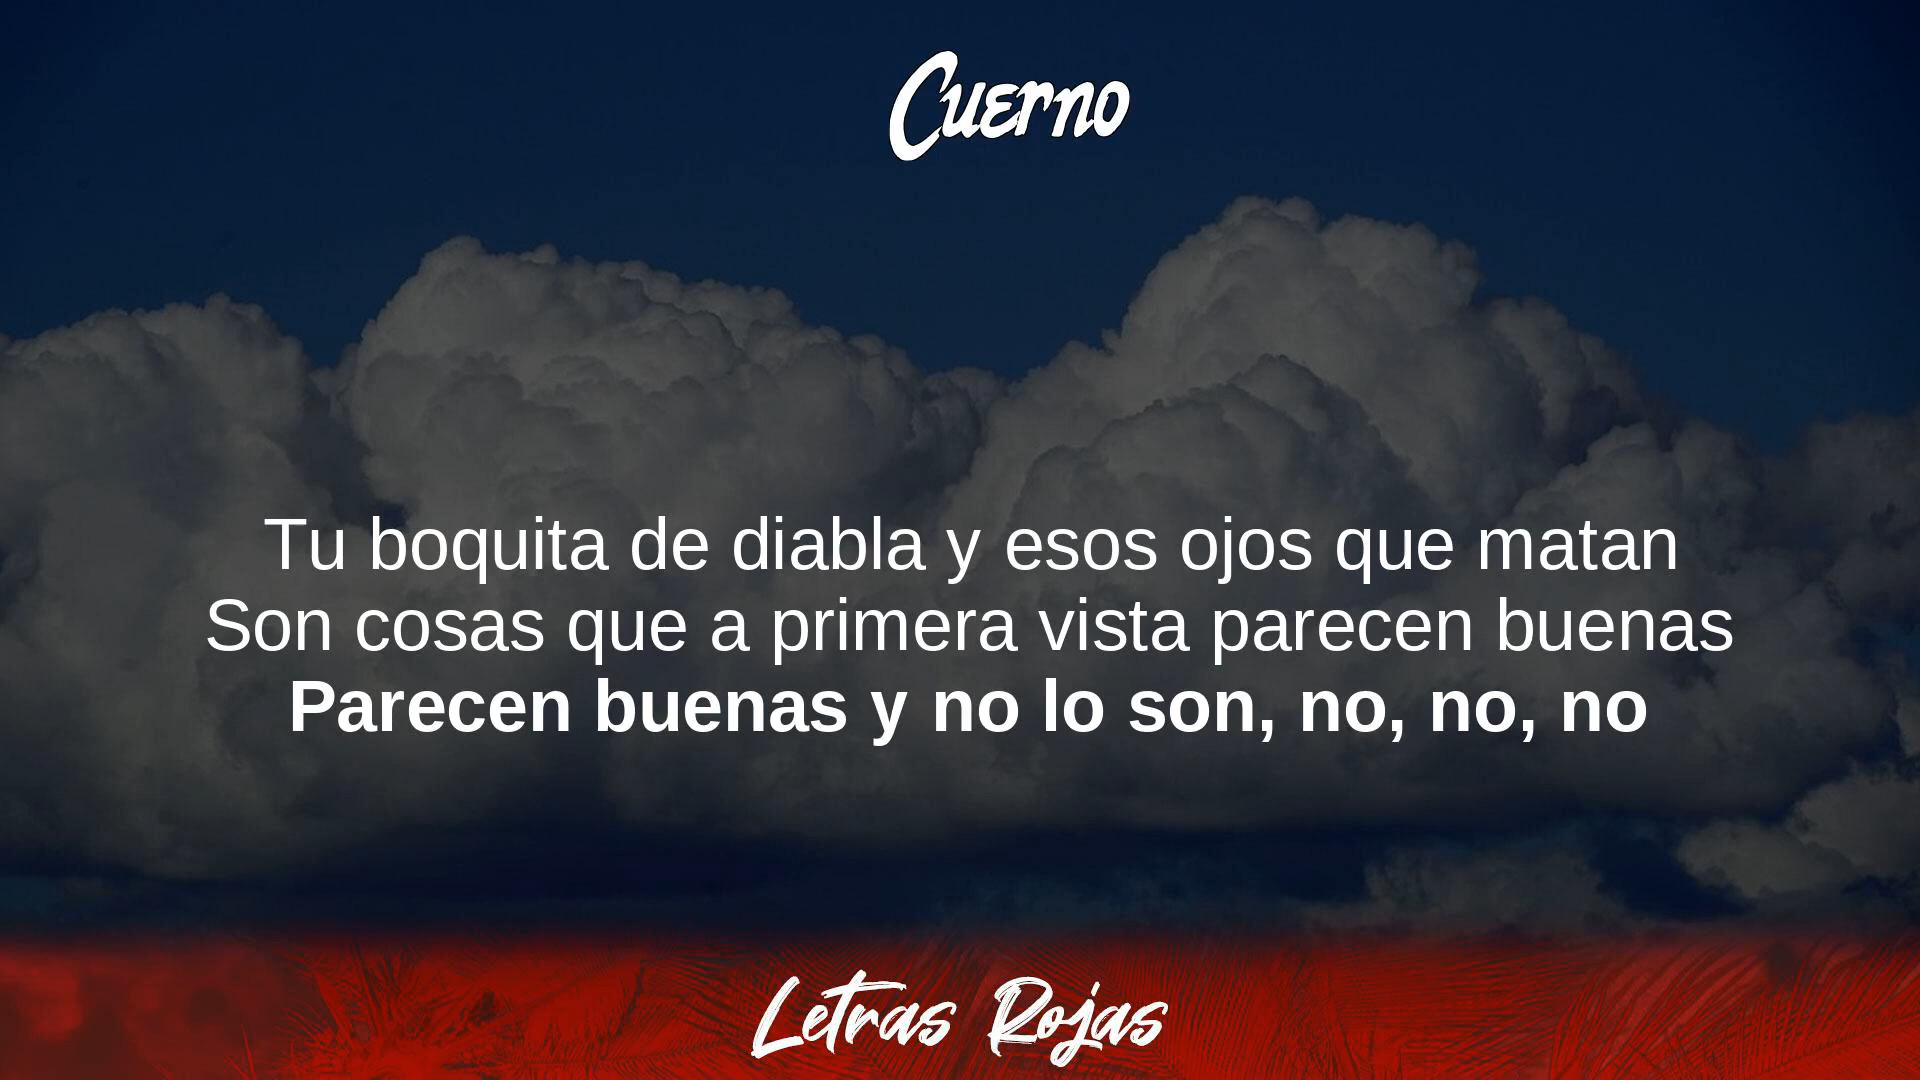 Cuerno
Tu boquita de diabla y esos ojos que matan
Son cosas que a primera vista parecen buenas
Parecen buenas y no lo son, no, no, no
Letras Rojas